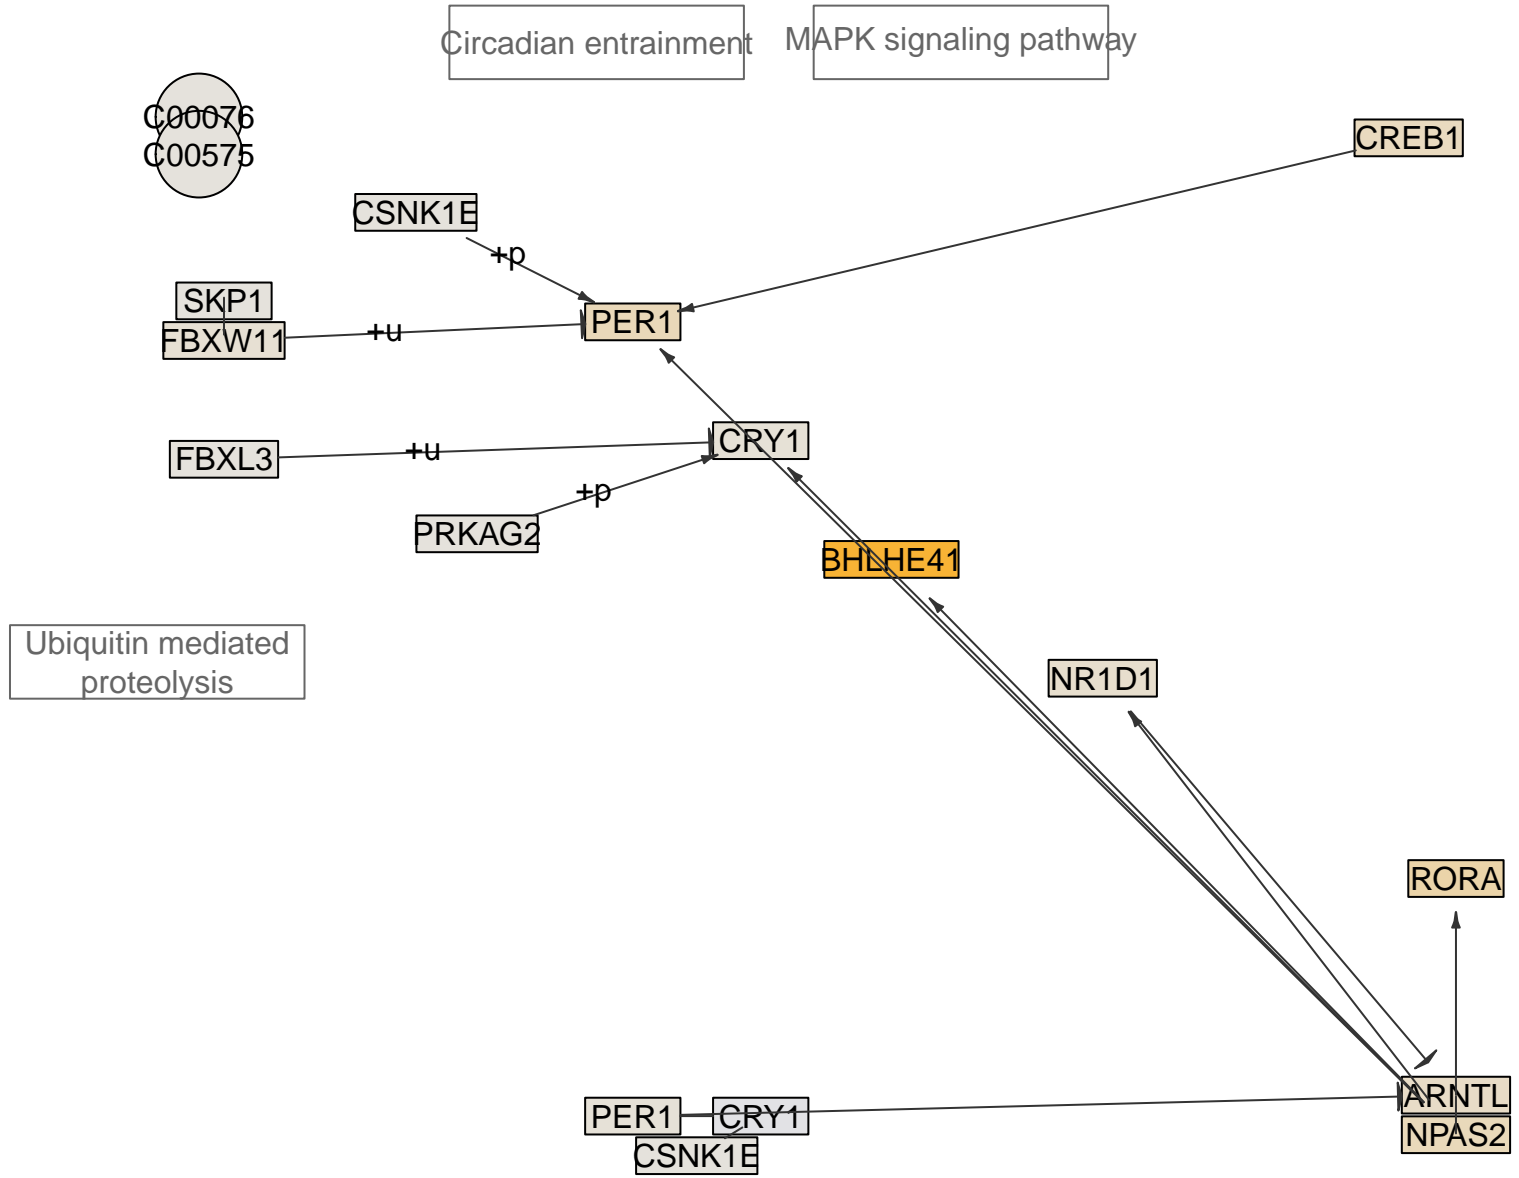 Circadian entrainment
MAPK signaling pathway
C00076
C00575
CREB1
CSNK1E
+p
SKP1
FBXW11
+u
PER1
FBXL3
+u
CRY1
+p
PRKAG2
BHLHE41
Ubiquitin mediated
proteolysis
NR1D1
RORA
ARNTL
NPAS2
PER1
CRY1
CSNK1E